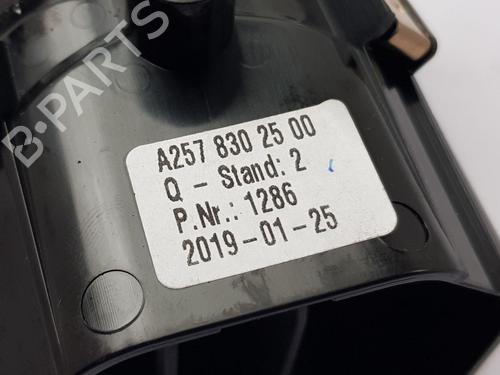 B-PARTS
A257 830 25 00
Q - Stand: 2
P.Nr.: 1286
2019-01-25